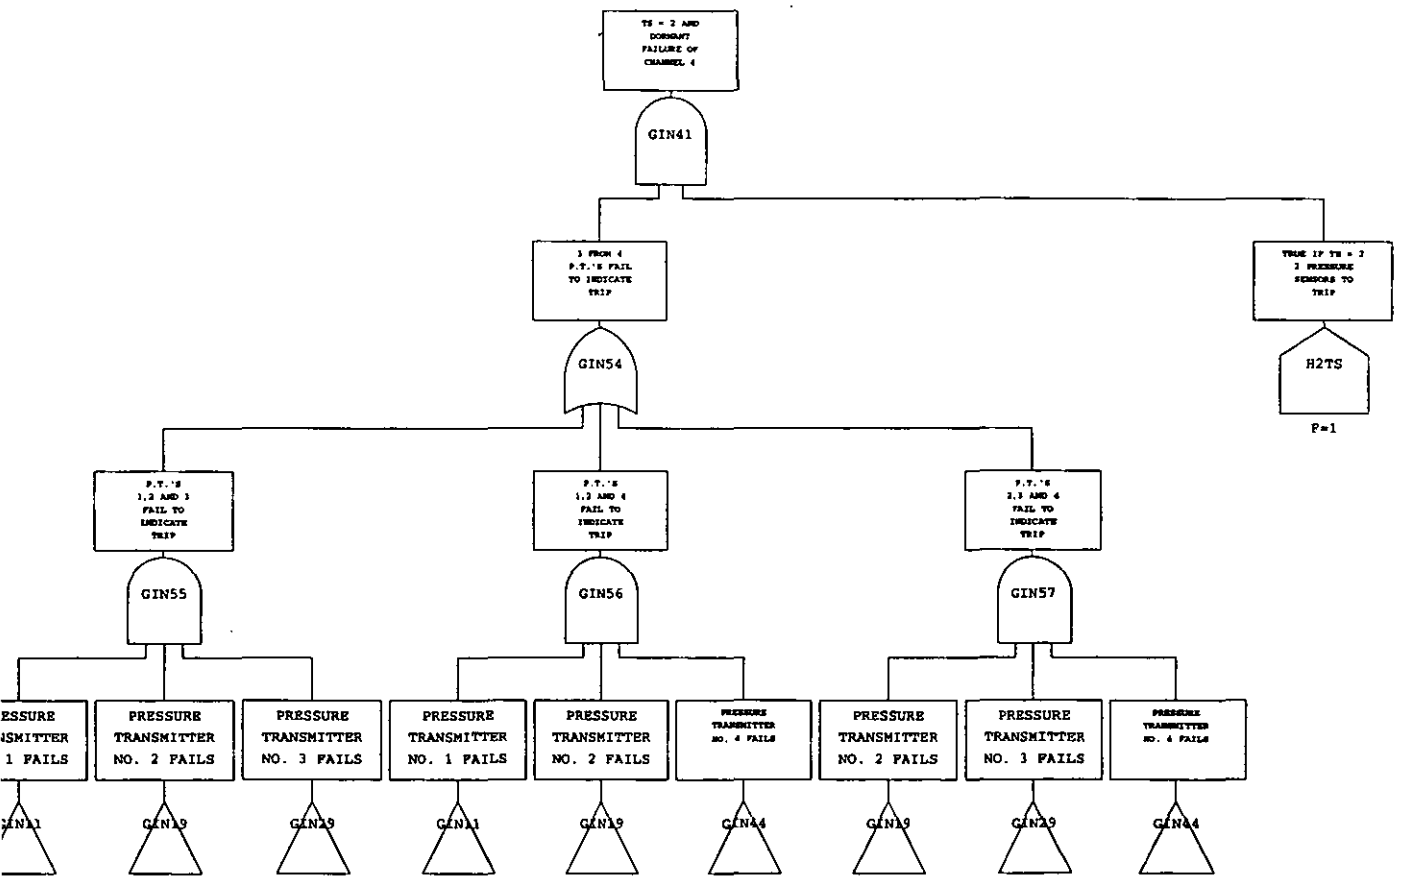 TS = 2 AND
DORMANT
FAILURE OF
CHANNEL 4
GIN41
3 FROM 4
P.T.'S FAIL
TO INDICATE
TRIP
TRUE IF TS = 2
2 PRESSURE
SENSORS TO
TRIP
GIN54
H2TS
P=1
P.T.'S
1,2 AND 3
FAIL TO
INDICATE
TRIP
P.T.'S
1,2 AND 4
FAIL TO
INDICATE
TRIP
P.T.'S
2,3 AND 4
FAIL TO
INDICATE
TRIP
GIN55
GIN56
GIN57
ESSURE
NSMITTER
1 FAILS
PRESSURE
TRANSMITTER
NO. 2 FAILS
PRESSURE
TRANSMITTER
NO. 3 FAILS
PRESSURE
TRANSMITTER
NO. 1 FAILS
PRESSURE
TRANSMITTER
NO. 2 FAILS
PRESSURE
TRANSMITTER
NO. 4 FAILS
PRESSURE
TRANSMITTER
NO. 2 FAILS
PRESSURE
TRANSMITTER
NO. 3 FAILS
PRESSURE
TRANSMITTER
NO. 4 FAILS
GIN11
GIN19
GIN29
GIN11
GIN19
GIN44
GIN19
GIN29
GIN44